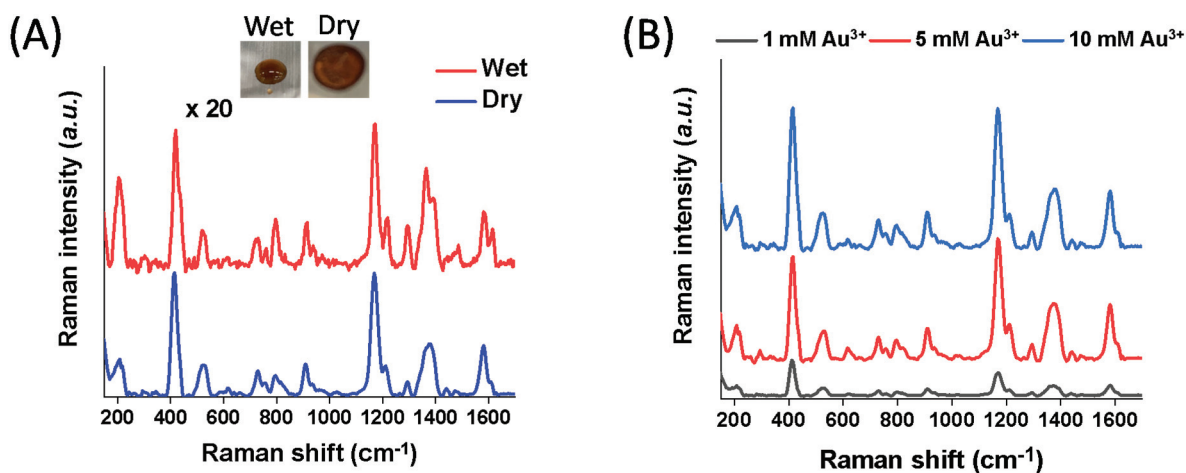 (A)
Wet Dry
x 20
Wet
Dry
Raman intensity (a.u.)
200 400 600 800 1000 1200 1400 1600
Raman shift (cm⁻¹)
(B)
1 mM Au³⁺ 5 mM Au³⁺ 10 mM Au³⁺
Raman intensity (a.u.)
200 400 600 800 1000 1200 1400 1600
Raman shift (cm⁻¹)